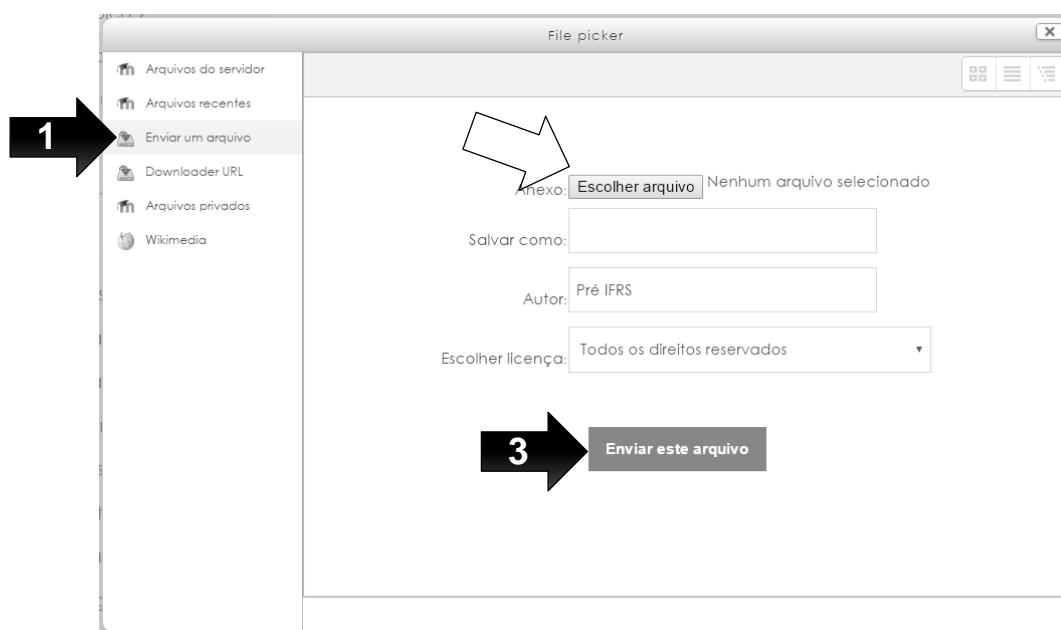 File picker
Arquivos do servidor
Arquivos recentes
1
Enviar um arquivo
Downloader URL
Arquivos privados
Wikimedia
Anexo: Escolher arquivo Nenhum arquivo selecionado
Salvar como:
Autor: Pré IFRS
Escolher licença: Todos os direitos reservados
3
Enviar este arquivo